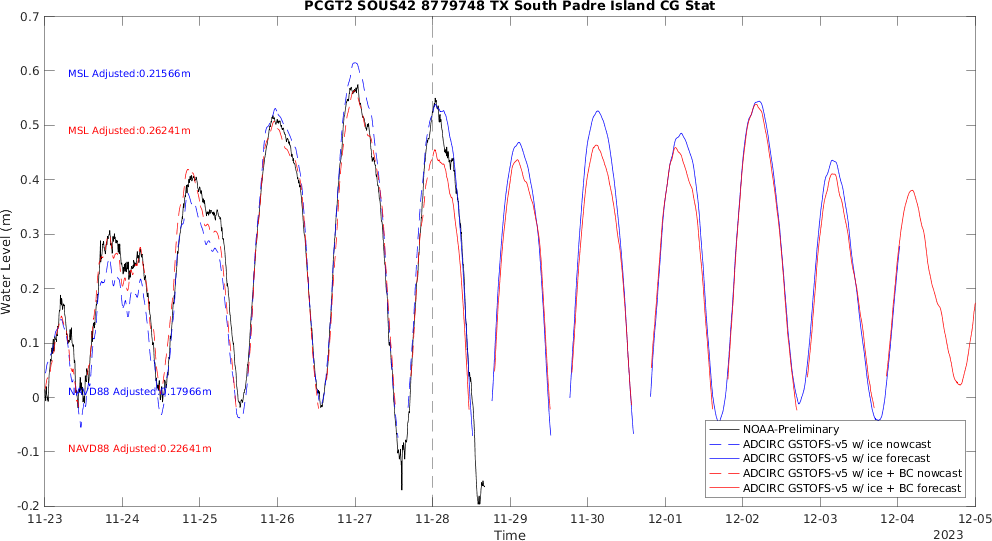 PCGT2 SOUS42 8779748 TX South Padre Island CG Stat
0.7
0.6
0.5
0.4
0.3
0.2
0.1
0
-0.1
-0.2
Water Level (m)
MSL Adjusted:0.21566m
MSL Adjusted:0.26241m
NAVD88 Adjusted:0.17966m
NAVD88 Adjusted:0.22641m
NOAA-Preliminary
ADCIRC GSTOFS-v5 w/ ice nowcast
ADCIRC GSTOFS-v5 w/ ice forecast
ADCIRC GSTOFS-v5 w/ ice + BC nowcast
ADCIRC GSTOFS-v5 w/ ice + BC forecast
11-23 11-24 11-25 11-26 11-27 11-28 11-29 11-30 12-01 12-02 12-03 12-04 12-05
Time
2023